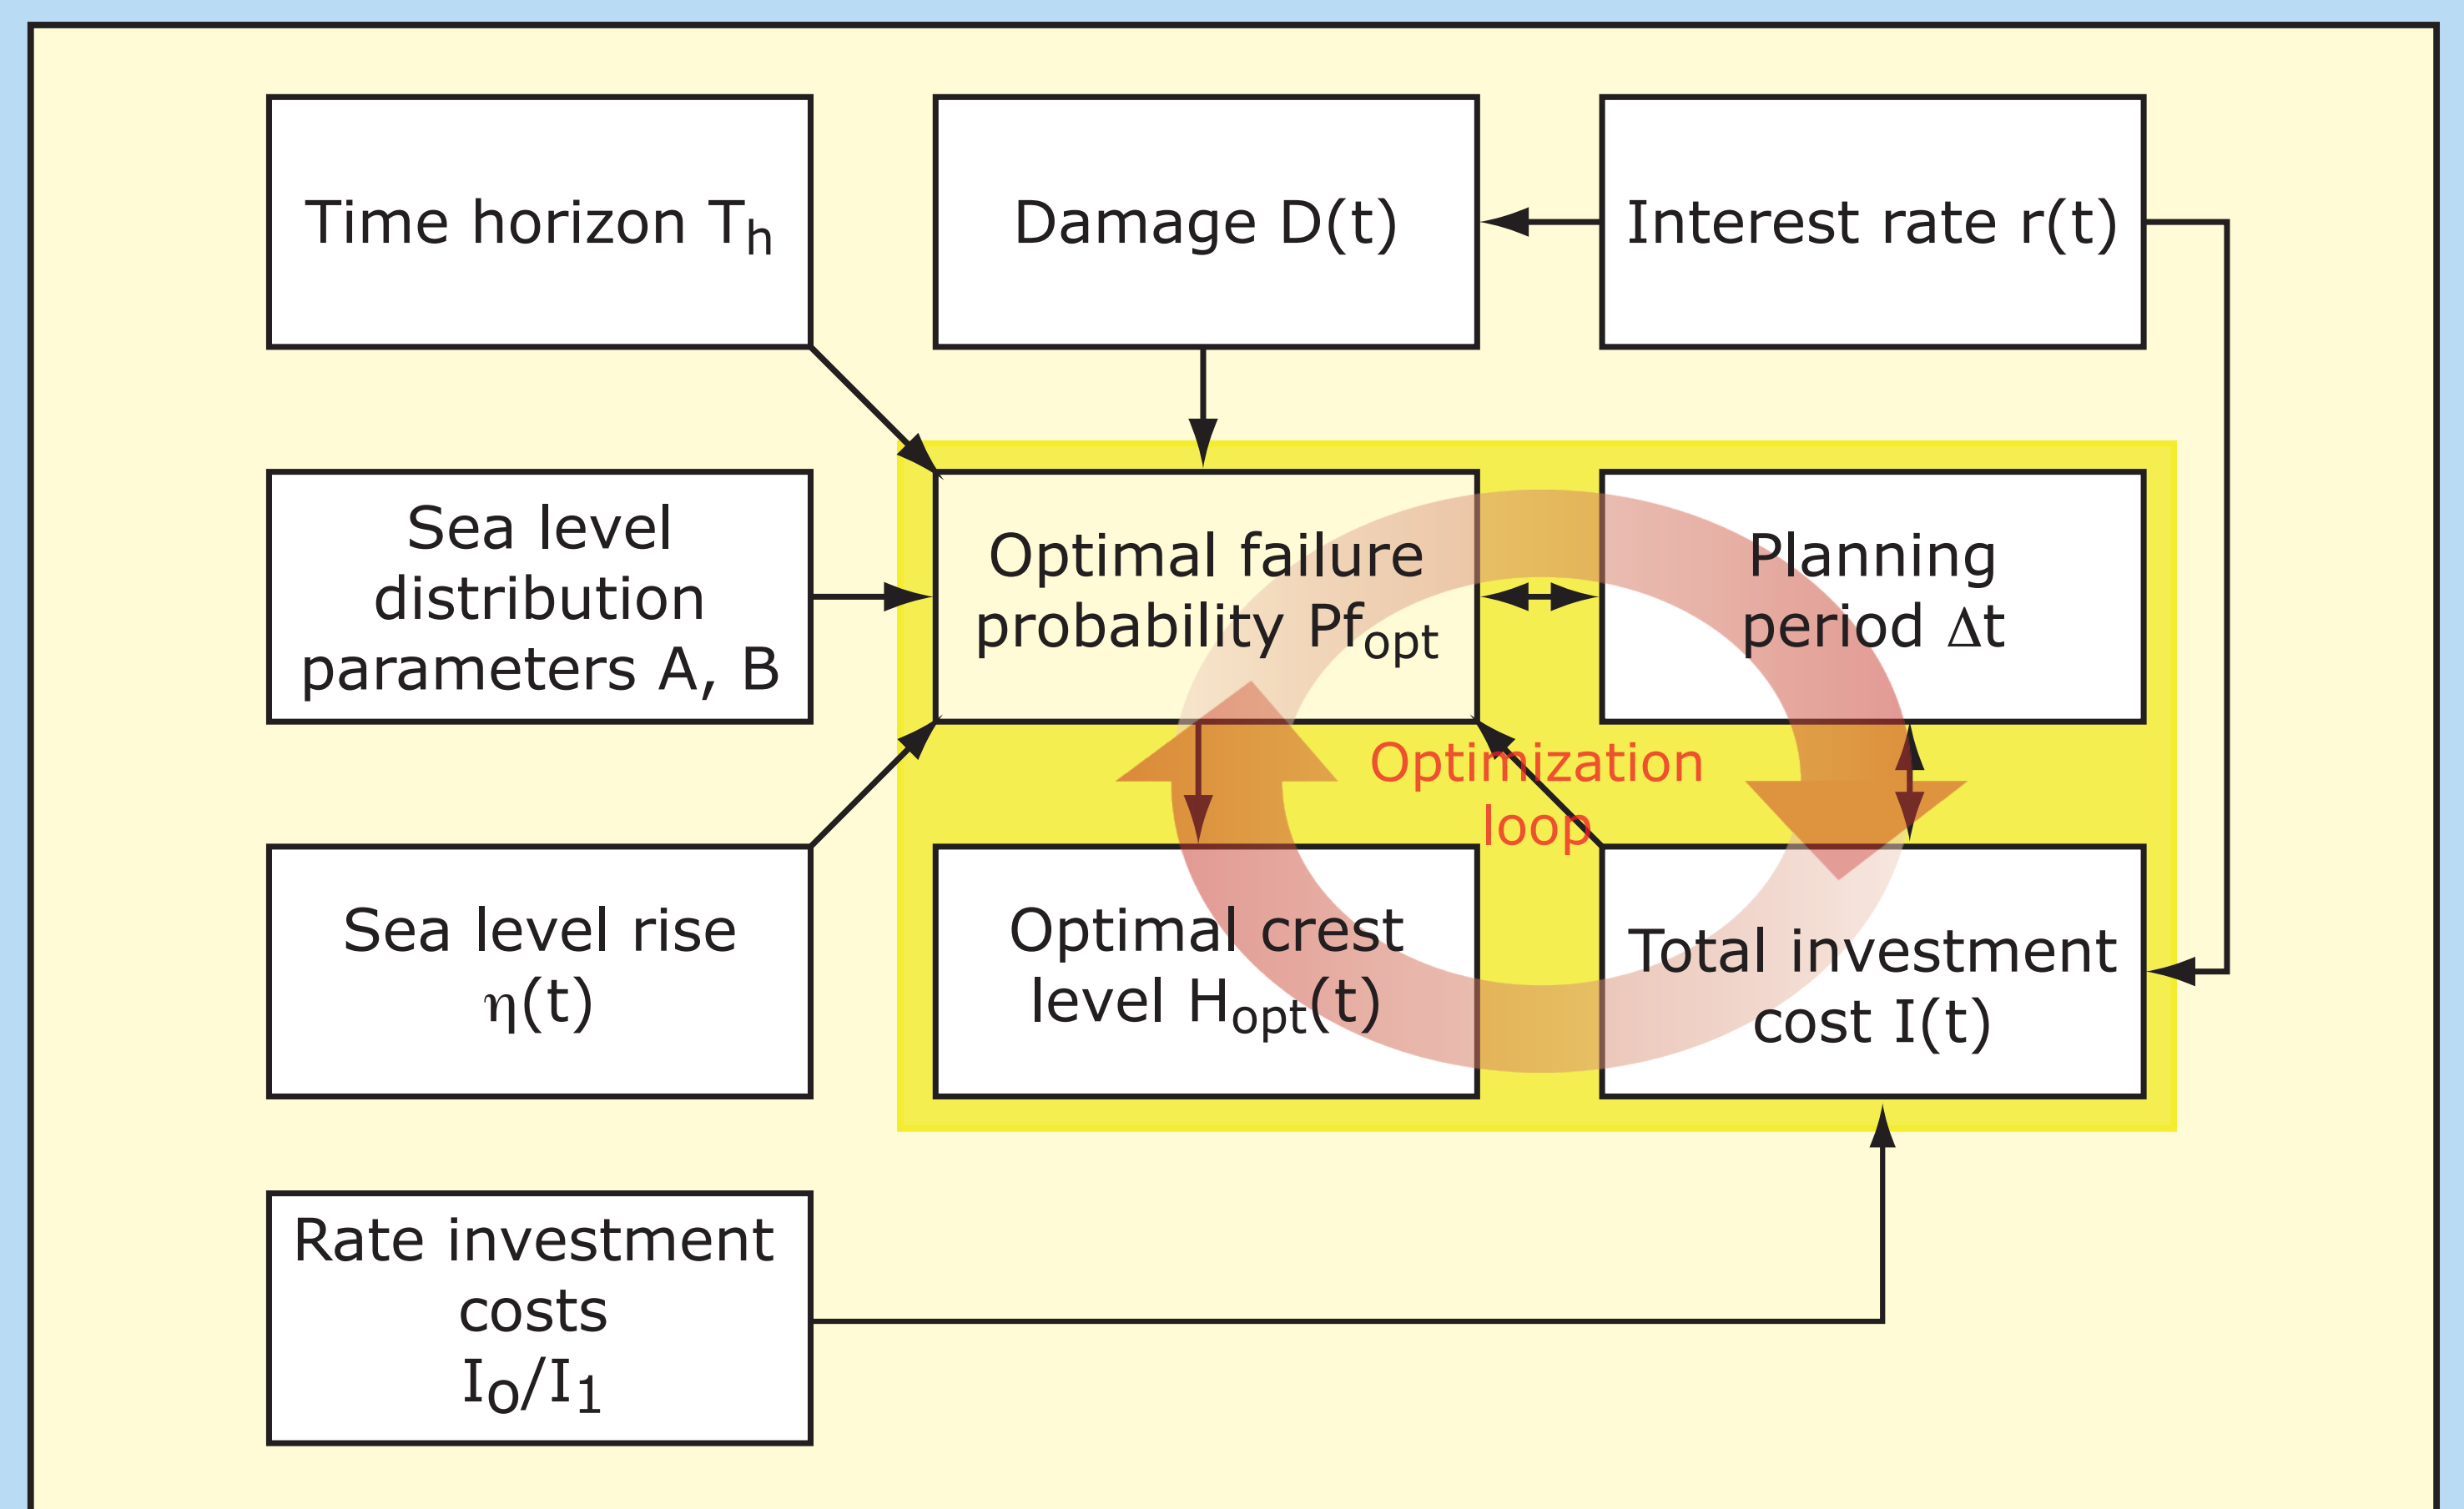 Time horizon Th
Damage D(t)
Interest rate r(t)
Sea level
distribution
parameters A, B
Optimal failure
probability Pfopt
Planning
period Δt
Optimization
loop
Sea level rise
η(t)
Optimal crest
level Hopt(t)
Total investment
cost I(t)
Rate investment
costs
Io/I1